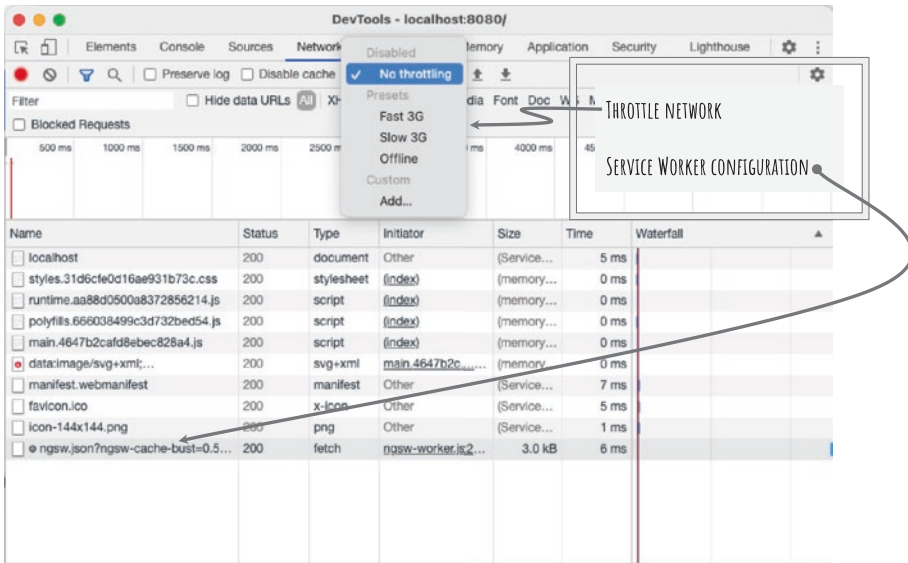 DevTools - localhost:8080/
Elements Console Sources Network Application Security Lighthouse
Preserve log Disable cache
Disabled
No throttling
Presets
Fast 3G
Slow 3G
Offline
Custom
Add...
Filter Hide data URLs All Font Doc
Blocked Requests
THROTTLE NETWORK
SERVICE WORKER CONFIGURATION
500 ms 1000 ms 1500 ms 2000 ms 4000 ms
Name Status Type Initiator Size Time Waterfall
localhost 200 document Other (Service... 5 ms
styles.31d6cfe0d16ae931b73c.css 200 stylesheet (index) (memory... 0 ms
runtime.aa88d0500a8372856214.js 200 script (index) (memory... 0 ms
polyfills.666038499c3d732bed54.js 200 script (index) (memory... 0 ms
main.4647b2cafd8ebec828a4.js 200 script (index) (memory... 0 ms
data:image/svg+xml;... 200 svg+xml main.4647b2c...... (memory... 0 ms
manifest.webmanifest 200 manifest Other (Service... 7 ms
favicon.ico 200 x-icon Other (Service... 5 ms
icon-144x144.png 200 png Other (Service... 1 ms
ngsw.json?ngsw-cache-bust=0.5... 200 fetch ngsw-worker.js:2... 3.0 kB 6 ms